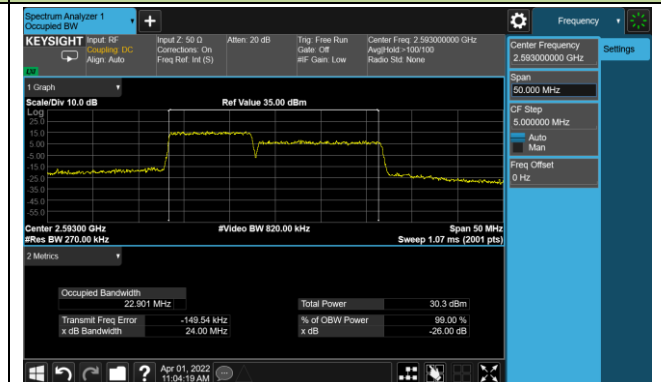 Spectrum Analyzer 1
Occupied BW
+
Frequency
KEYSIGHT
Input: RF
Coupling: DC
Align: Auto
Input Z: 50 Ω
Corrections: On
Freq Ref: Int (S)
Atten: 20 dB
Trig: Free Run
Gate: Off
#IF Gain: Low
Center Freq: 2.593000000 GHz
Avg|Hold:>100/100
Radio Std: None
Center Frequency
2.593000000 GHz
Settings
Span
50.000 MHz
CF Step
5.000000 MHz
Auto
Man
Freq Offset
0 Hz
1 Graph
Scale/Div 10.0 dB
Ref Value 35.00 dBm
Log
25.0
15.0
5.00
-5.00
-15.0
-25.0
-35.0
-45.0
-55.0
Center 2.59300 GHz
#Video BW 820.00 kHz
Span 50 MHz
#Res BW 270.00 kHz
Sweep 1.07 ms (2001 pts)
2 Metrics
Occupied Bandwidth
22.901 MHz
Total Power
30.3 dBm
Transmit Freq Error
-149.54 kHz
% of OBW Power
99.00 %
x dB Bandwidth
24.00 MHz
x dB
-26.00 dB
?
Apr 01, 2022
11:04:19 AM